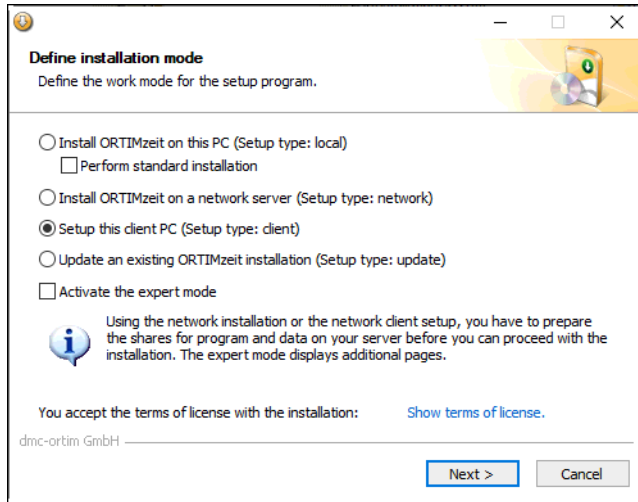 Define installation mode
Define the work mode for the setup program.
Install ORTIMzeit on this PC (Setup type: local)
Perform standard installation
Install ORTIMzeit on a network server (Setup type: network)
Setup this client PC (Setup type: client)
Update an existing ORTIMzeit installation (Setup type: update)
Activate the expert mode
Using the network installation or the network client setup, you have to prepare
the shares for program and data on your server before you can proceed with the
installation. The expert mode displays additional pages.
You accept the terms of license with the installation: Show terms of license.
dmc-ortim GmbH
Next > Cancel